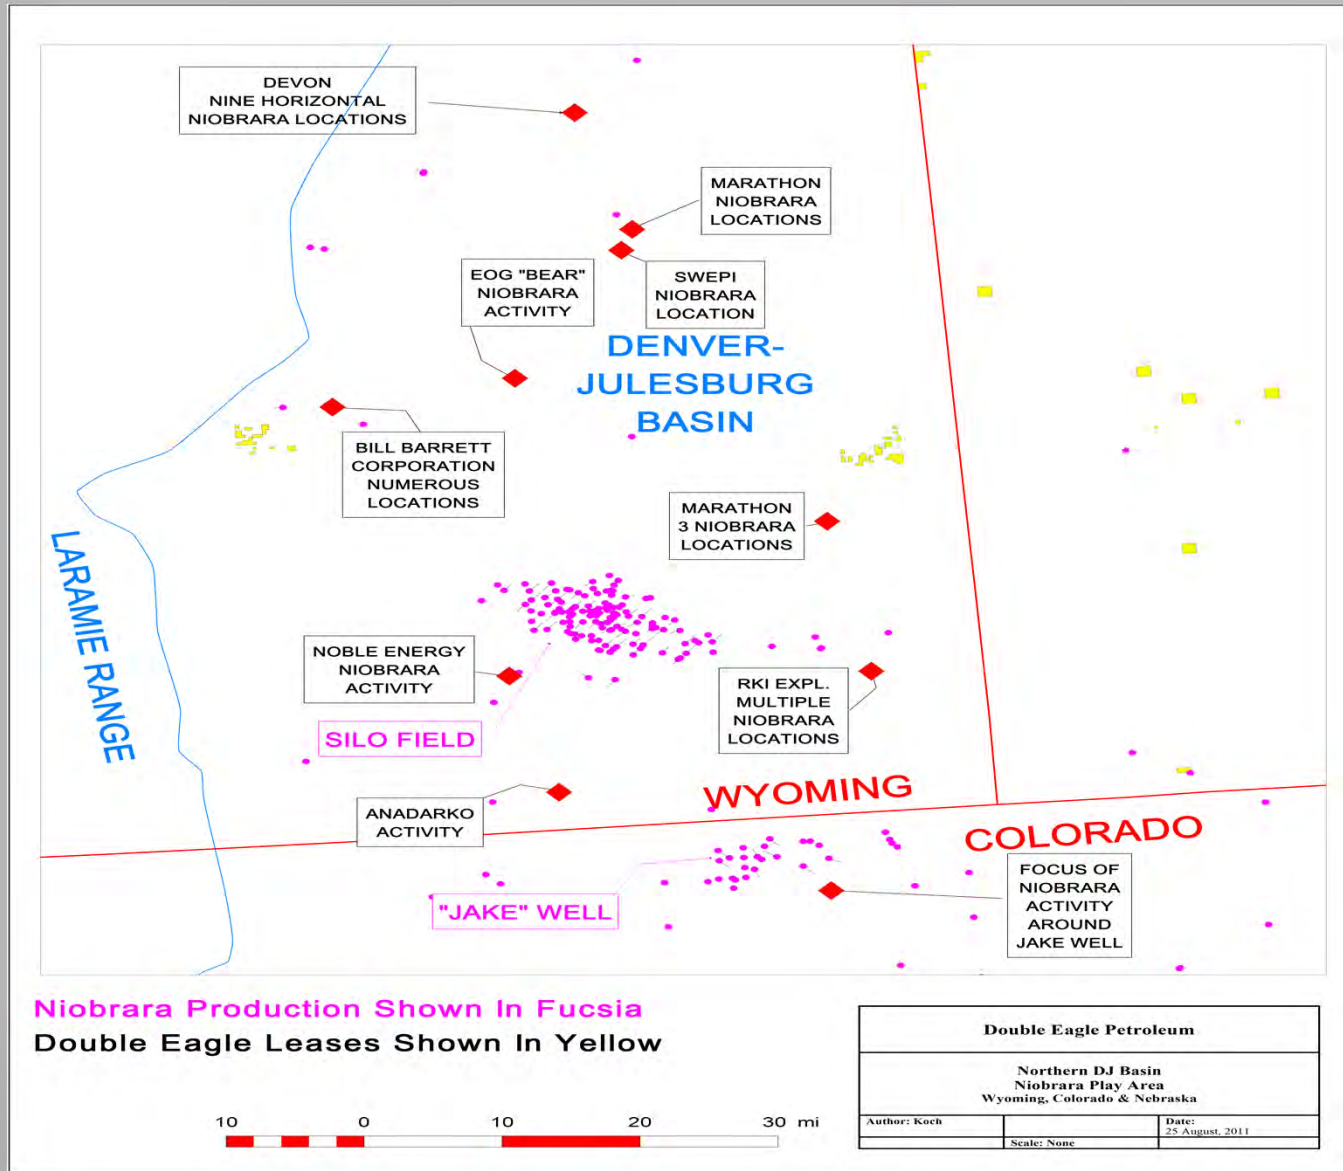 DEVON
NINE HORIZONTAL
NIOBRARA LOCATIONS
MARATHON
NIOBRARA
LOCATIONS
EOG "BEAR"
NIOBRARA
ACTIVITY
SWEPI
NIOBRARA
LOCATION
DENVER-
JULESBURG
BASIN
BILL BARRETT
CORPORATION
NUMEROUS
LOCATIONS
MARATHON
3 NIOBRARA
LOCATIONS
LARAMIE RANGE
NOBLE ENERGY
NIOBRARA
ACTIVITY
RKI EXPL.
MULTIPLE
NIOBRARA
LOCATIONS
SILO FIELD
WYOMING
ANADARKO
ACTIVITY
COLORADO
FOCUS OF
NIOBRARA
ACTIVITY
AROUND
JAKE WELL
"JAKE" WELL
Niobrara Production Shown In Fucsia
Double Eagle Leases Shown In Yellow
10 0 10 20 30 mi
Double Eagle Petroleum
Northern DJ Basin
Niobrara Play Area
Wyoming, Colorado & Nebraska
Author: Koch
Date:
25 August, 2011
Scale: None